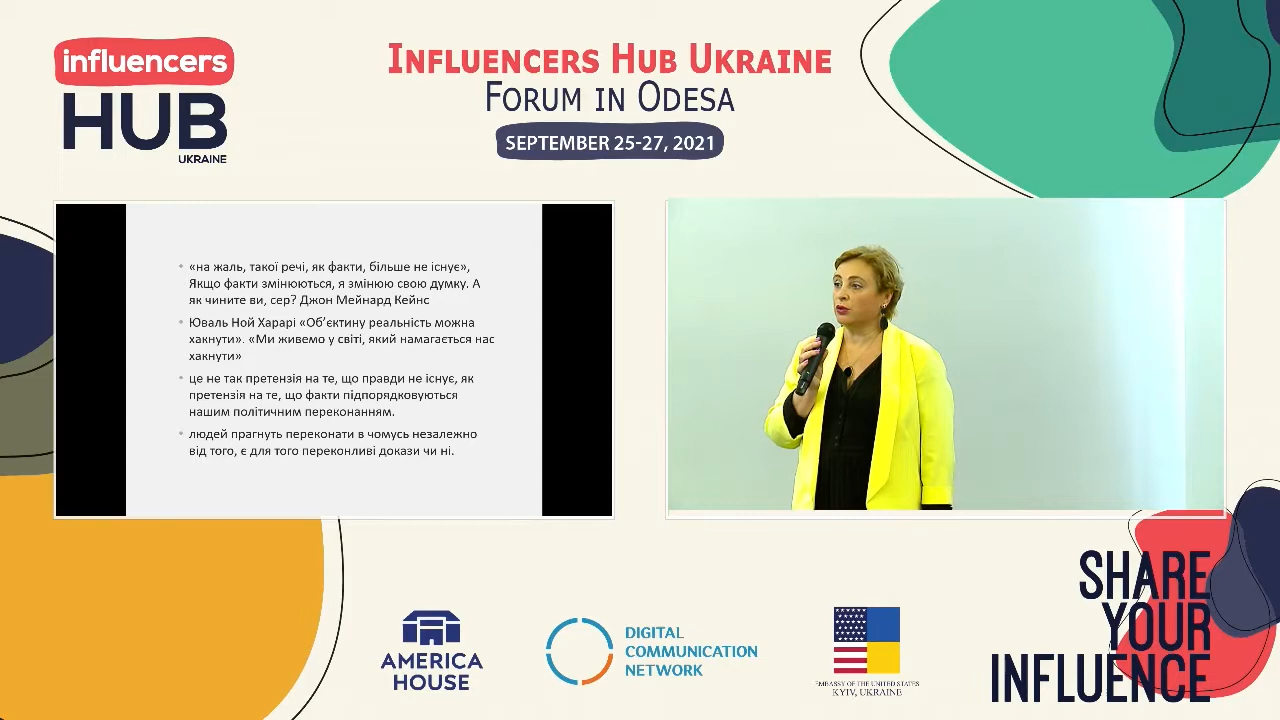 influencers
HUB
UKRAINE
INFLUENCERS HUB UKRAINE
FORUM IN ODESA
SEPTEMBER 25-27, 2021
• «на жаль, такої речі, як факти, більше не існує»,
Якщо факти змінюються, я змінюю свою думку. А
як чините ви, сер? Джон Мейнард Кейнс
• Юваль Ной Харарі «Об’єктину реальність можна
хакнути». «Ми живемо у світі, який намагається нас
хакнути»
• це не так претензія на те, що правди не існує, як
претензія на те, що факти підпорядковуються
нашим політичним переконанням.
• людей прагнуть переконати в чомусь незалежно
від того, є для того переконливі докази чи ні.
AMERICA
HOUSE
DIGITAL
COMMUNICATION
NETWORK
EMBASSY OF THE UNITED STATES
KYIV, UKRAINE
SHARE
YOUR
INFLUENCE